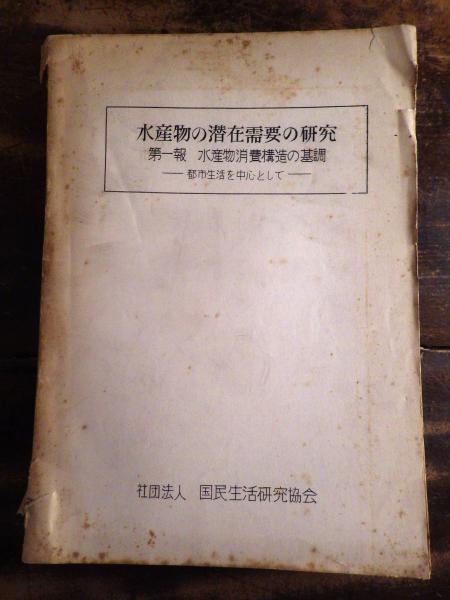 水産物の潜在需要の研究
第一報 水産物消費構造の基調
── 都市生活を中心として ──
社団法人 国民生活研究協会